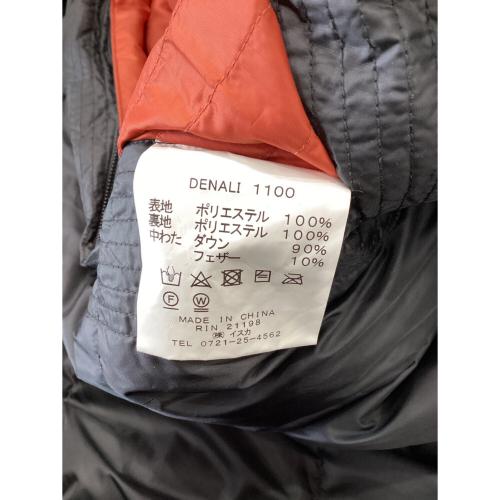 DENALI 1100
表地 ポリエステル 100%
裏地 ポリエステル 100%
中わた ダウン 90%
フェザー 10%
F W
MADE IN CHINA
RIN 21198
(株) イスカ
TEL 0721-25-4562